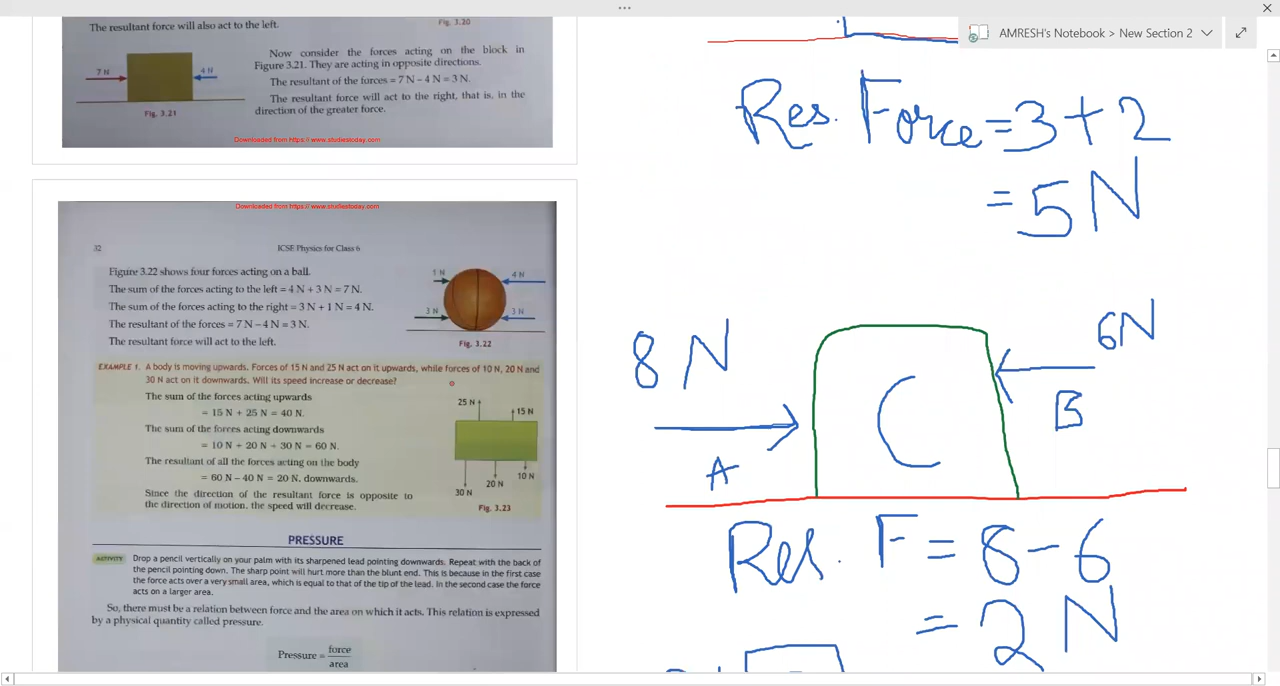 The resultant force will also act to the left.
Fig. 3.20
Now consider the forces acting on the block in
Figure 3.21. They are acting in opposite directions.
The resultant of the forces = 7 N – 4 N = 3 N.
The resultant force will act to the right, that is, in the
direction of the greater force.
7 N
4 N
Fig. 3.21
Downloaded from https:// www.studiestoday.com
Downloaded from https:// www.studiestoday.com
32
ICSE Physics for Class 6
Figure 3.22 shows four forces acting on a ball.
The sum of the forces acting to the left = 4 N + 3 N = 7 N.
The sum of the forces acting to the right = 3 N + 1 N = 4 N.
The resultant of the forces = 7 N – 4 N = 3 N.
The resultant force will act to the left.
1 N
4 N
3 N
3 N
Fig. 3.22
EXAMPLE 1. A body is moving upwards. Forces of 15 N and 25 N act on it upwards, while forces of 10 N, 20 N and
30 N act on it downwards. Will its speed increase or decrease?
The sum of the forces acting upwards
= 15 N + 25 N = 40 N.
The sum of the forces acting downwards
= 10 N + 20 N + 30 N = 60 N.
The resultant of all the forces acting on the body
= 60 N – 40 N = 20 N. downwards.
Since the direction of the resultant force is opposite to
the direction of motion, the speed will decrease.
25 N
15 N
30 N
20 N
10 N
Fig. 3.23
PRESSURE
ACTIVITY Drop a pencil vertically on your palm with its sharpened lead pointing downwards. Repeat with the back of
the pencil pointing down. The sharp point will hurt more than the blunt end. This is because in the first case
the force acts over a very small area, which is equal to that of the tip of the lead. In the second case the force
acts on a larger area.
So, there must be a relation between force and the area on which it acts. This relation is expressed
by a physical quantity called pressure.
Pressure = force
area
AMRESH's Notebook > New Section 2
Res. Force = 3 + 2
= 5 N
8 N
A
C
6N
B
Res. F = 8 – 6
= 2 N